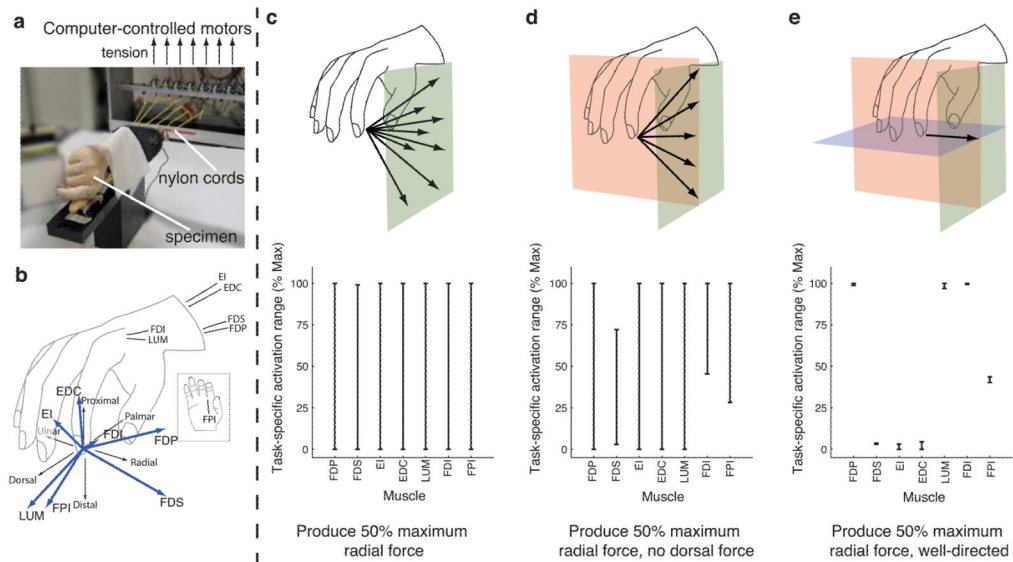 a
Computer-controlled motors
tension
nylon cords
specimen
b
EI
EDC
FDS
FDP
FDI
LUM
EDC
Proximal
EI
Palmar
FPI
Ulnar
FDI
FDP
Radial
Dorsal
LUM
FPI
Distal
FDS
c
Task-specific activation range (% Max)
100
75
50
25
0
FDP
FDS
EI
EDC
LUM
FDI
FPI
Muscle
Produce 50% maximum
radial force
d
Task-specific activation range (% Max)
100
75
50
25
0
FDP
FDS
EI
EDC
LUM
FDI
FPI
Muscle
Produce 50% maximum
radial force, no dorsal force
e
Task-specific activation range (% Max)
100
75
50
25
0
FDP
FDS
EI
EDC
LUM
FDI
FPI
Muscle
Produce 50% maximum
radial force, well-directed